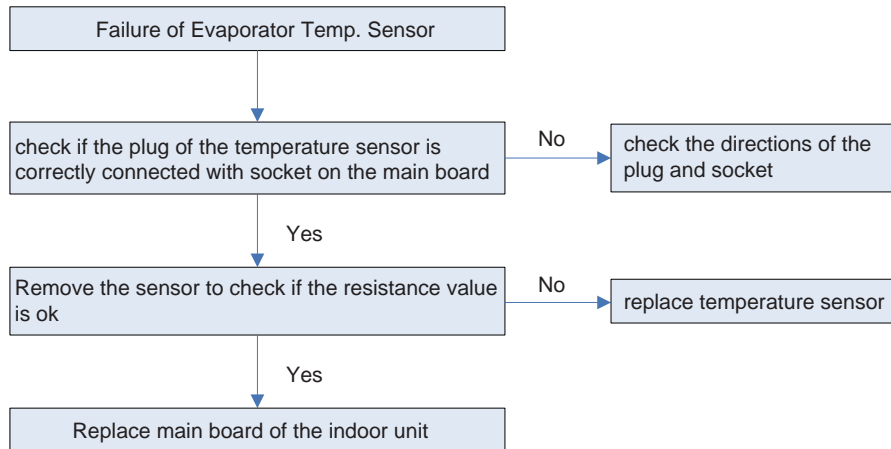 Failure of Evaporator Temp. Sensor
check if the plug of the temperature sensor is
correctly connected with socket on the main board
No
check the directions of the
plug and socket
Yes
Remove the sensor to check if the resistance value
is ok
No
replace temperature sensor
Yes
Replace main board of the indoor unit